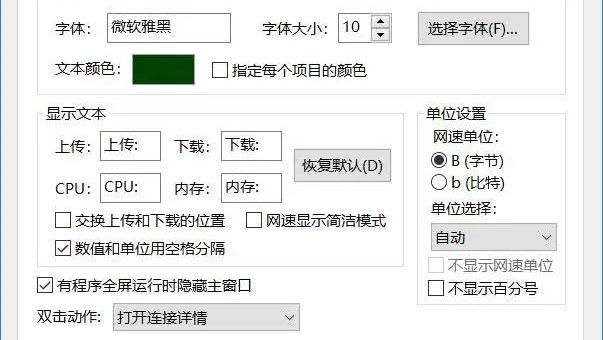 字体: 微软雅黑 字体大小: 10 选择字体(F)...
文本颜色: 指定每个项目的颜色
显示文本
上传: 上传: 下载: 下载: 恢复默认(D)
CPU: CPU: 内存: 内存:
交换上传和下载的位置 网速显示简洁模式
数值和单位用空格分隔
单位设置
网速单位:
B (字节)
b (比特)
单位选择:
自动
不显示网速单位
不显示百分号
有程序全屏运行时隐藏主窗口
双击动作: 打开连接详情